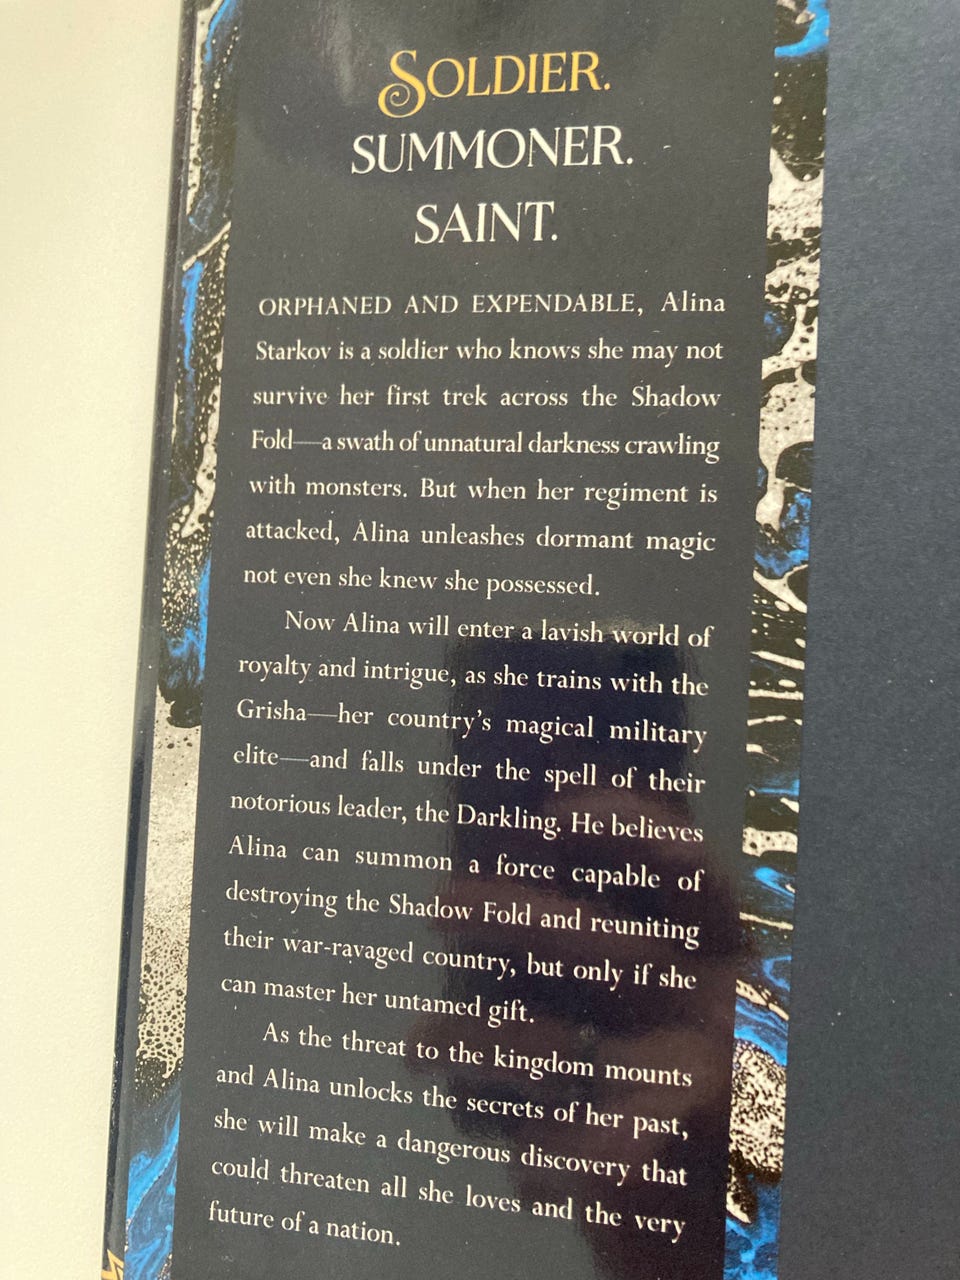 SOLDIER.
SUMMONER.
SAINT.
ORPHANED AND EXPENDABLE, Alina
Starkov is a soldier who knows she may not
survive her first trek across the Shadow
Fold—a swath of unnatural darkness crawling
with monsters. But when her regiment is
attacked, Alina unleashes dormant magic
not even she knew she possessed.
Now Alina will enter a lavish world of
royalty and intrigue, as she trains with the
Grisha—her country's magical military
elite—and falls under the spell of their
notorious leader, the Darkling. He believes
Alina can summon a force capable of
destroying the Shadow Fold and reuniting
their war-ravaged country, but only if she
can master her untamed gift.
As the threat to the kingdom mounts
and Alina unlocks the secrets of her past,
she will make a dangerous discovery that
could threaten all she loves and the very
future of a nation.